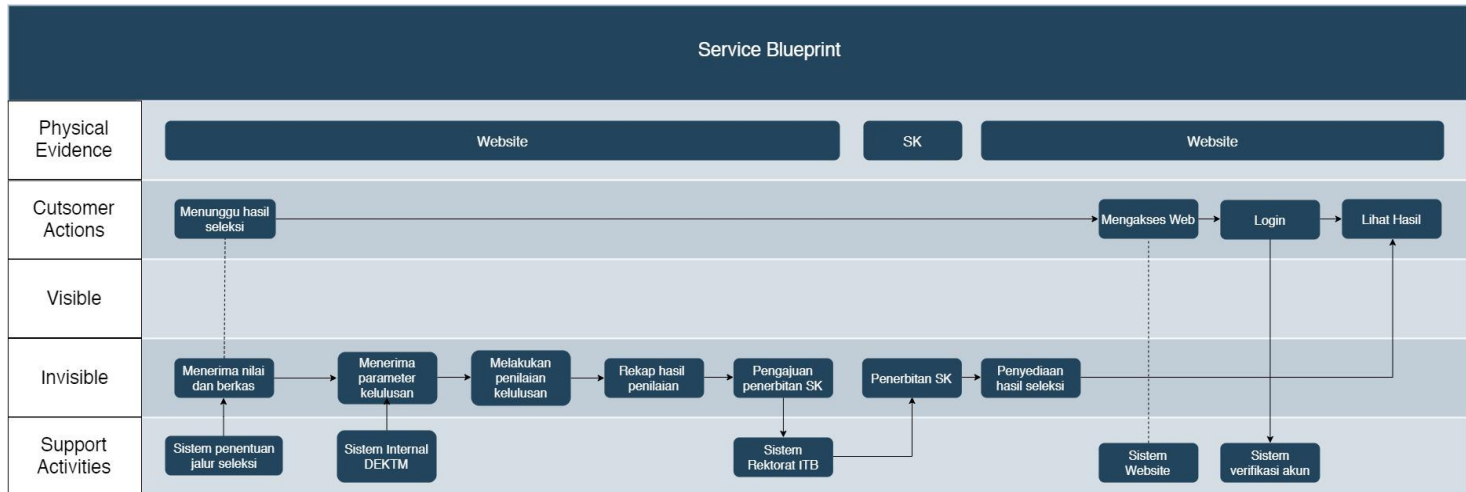 Service Blueprint
Physical
Evidence
Website
SK
Website
Cutsomer
Actions
Menunggu hasil
seleksi
Mengakses Web
Login
Lihat Hasil
Visible
Invisible
Menerima nilai
dan berkas
Menerima
parameter
kelulusan
Melakukan
penilaian
kelulusan
Rekap hasil
penilaian
Pengajuan
penerbitan SK
Penerbitan SK
Penyediaan
hasil seleksi
Support
Activities
Sistem penentuan
jalur seleksi
Sistem Internal
DEKTM
Sistem
Rektorat ITB
Sistem
Website
Sistem
verifikasi akun